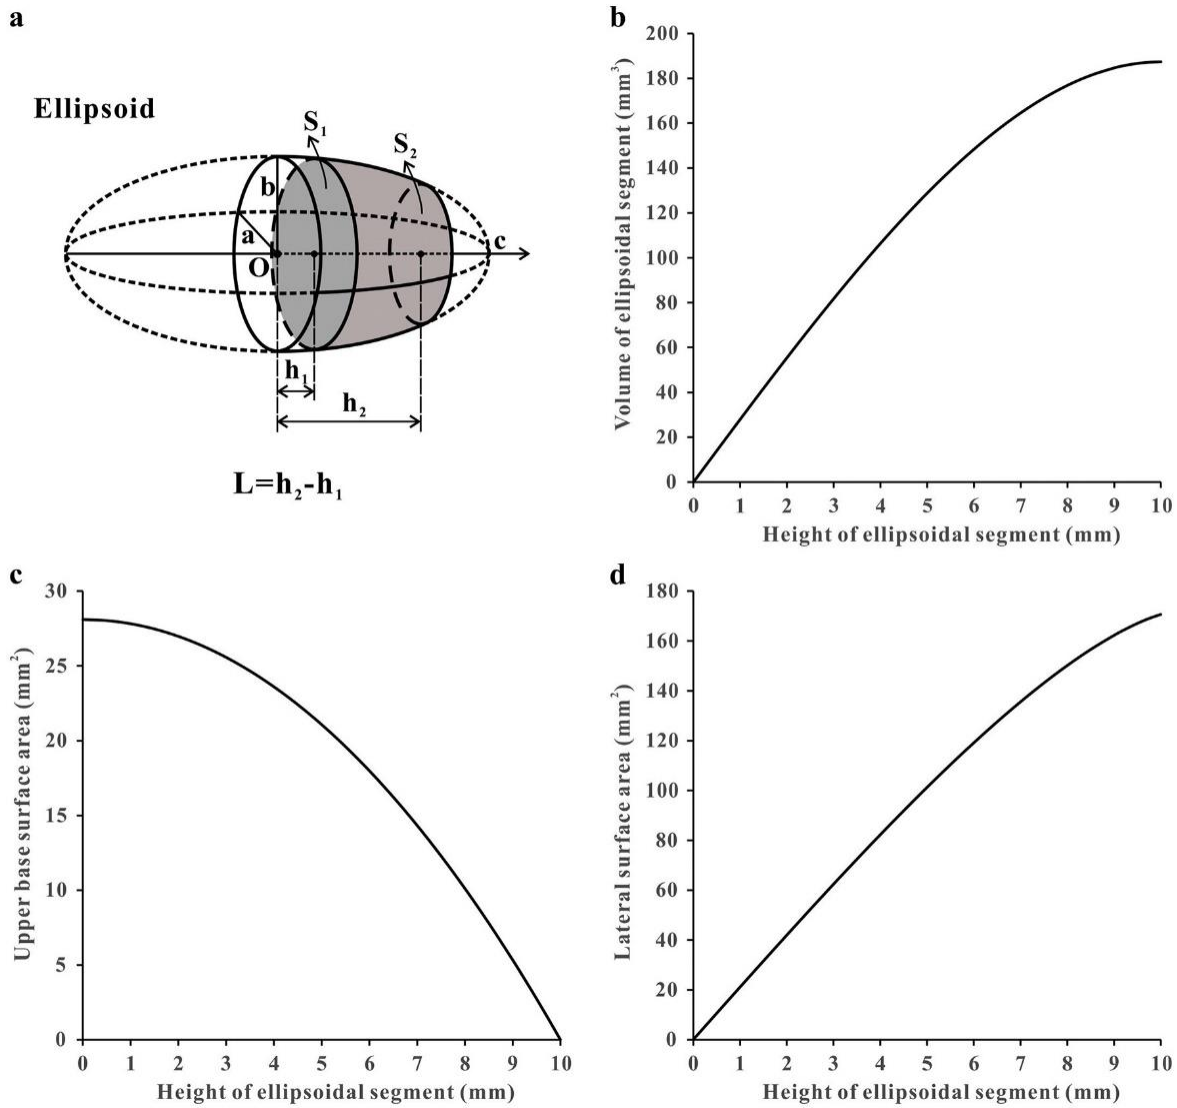 a
Ellipsoid
S₁
S₂
b
a
O
c
h₁
h₂
L=h₂-h₁
b
200
180
160
140
120
100
80
60
40
20
0
0 1 2 3 4 5 6 7 8 9 10
Volume of ellipsoidal segment (mm³)
Height of ellipsoidal segment (mm)
c
30
25
20
15
10
5
0
0 1 2 3 4 5 6 7 8 9 10
Upper base surface area (mm²)
Height of ellipsoidal segment (mm)
d
180
160
140
120
100
80
60
40
20
0
0 1 2 3 4 5 6 7 8 9 10
Lateral surface area (mm²)
Height of ellipsoidal segment (mm)